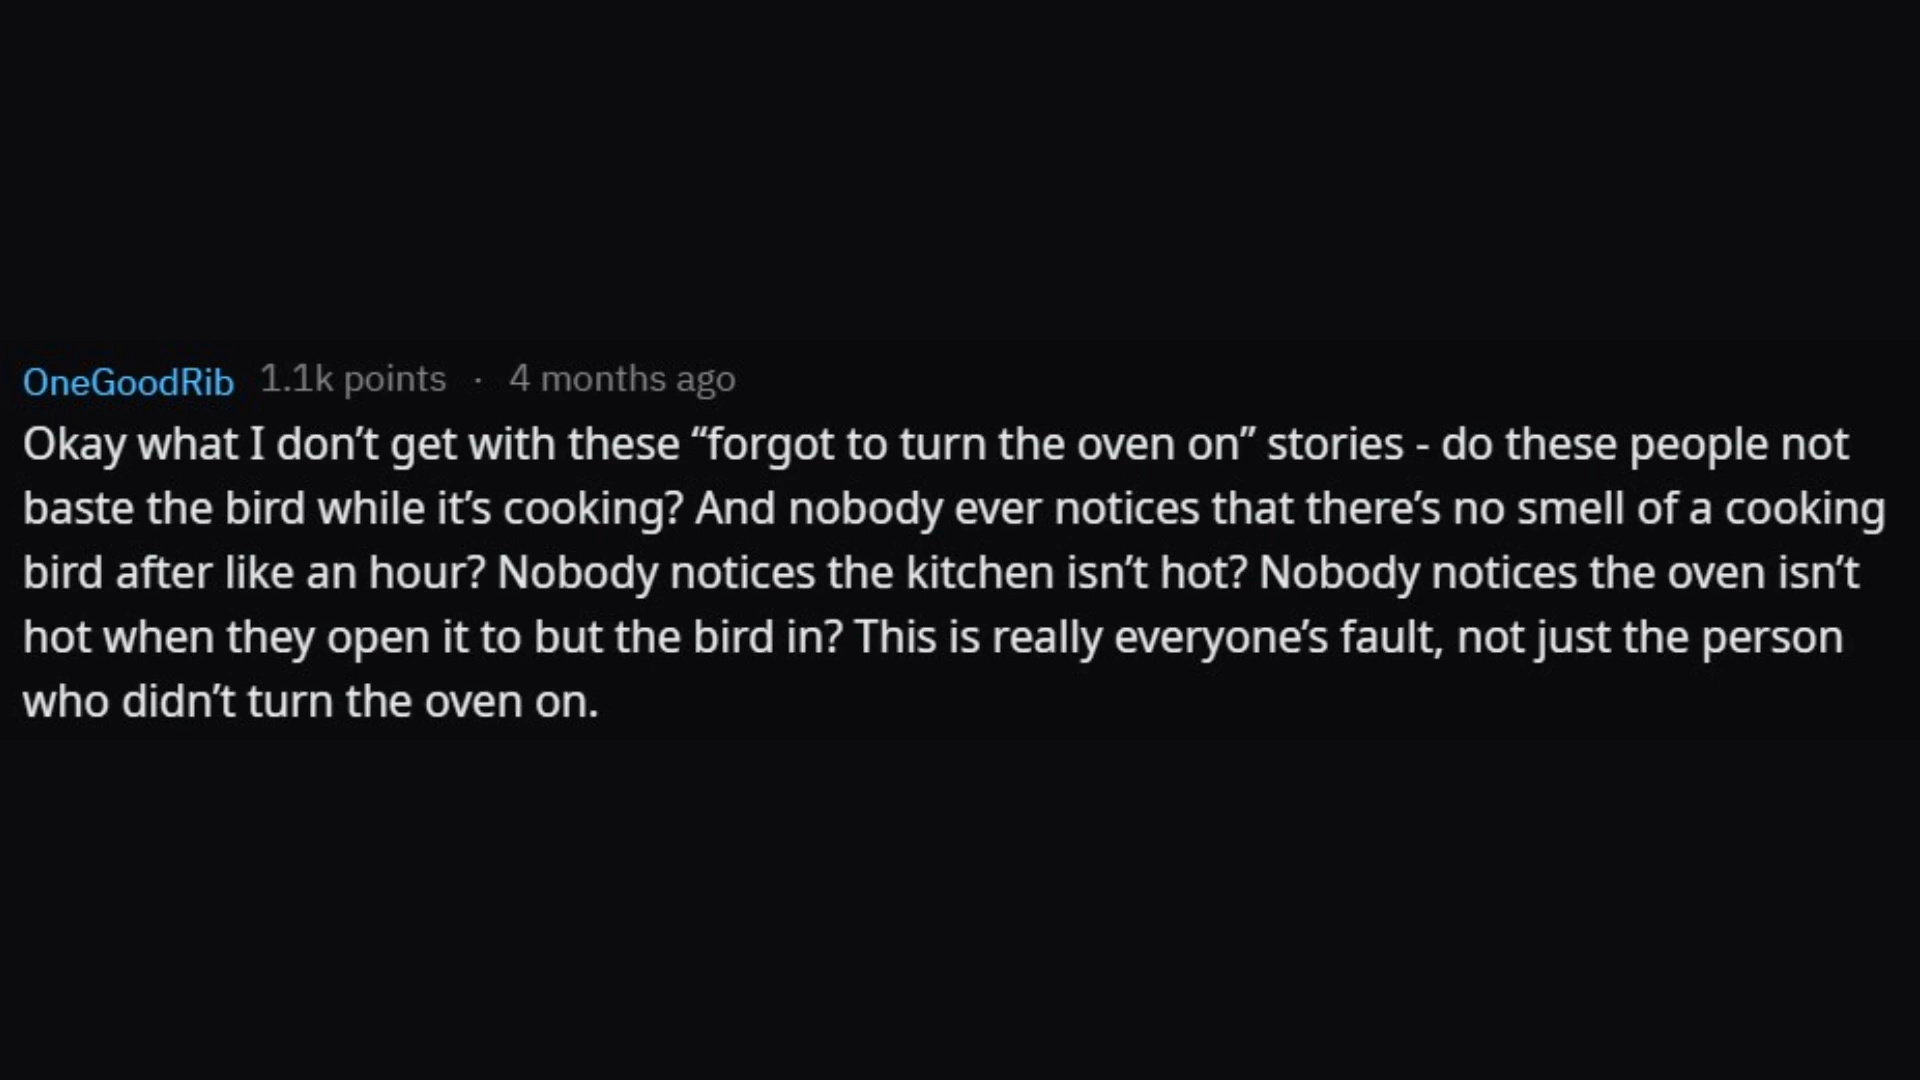 OneGoodRib 1.1k points · 4 months ago
Okay what I don’t get with these “forgot to turn the oven on” stories - do these people not
baste the bird while it’s cooking? And nobody ever notices that there’s no smell of a cooking
bird after like an hour? Nobody notices the kitchen isn’t hot? Nobody notices the oven isn’t
hot when they open it to but the bird in? This is really everyone’s fault, not just the person
who didn’t turn the oven on.